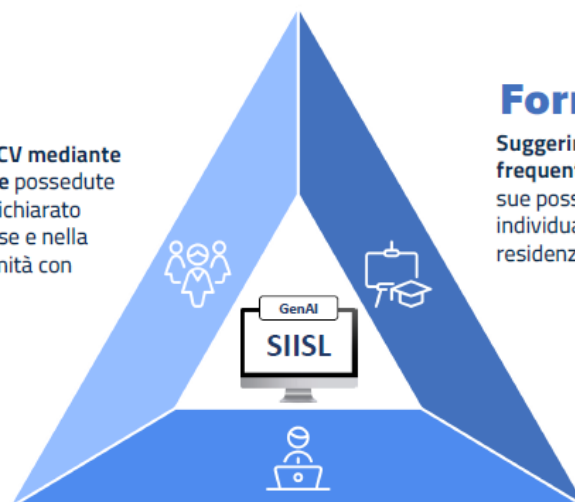 CV mediante
e possedute
ichiarato
se e nella
nità con
Forr
Suggerir
frequent
sue poss
individua
residenz
GenAI
SIISL